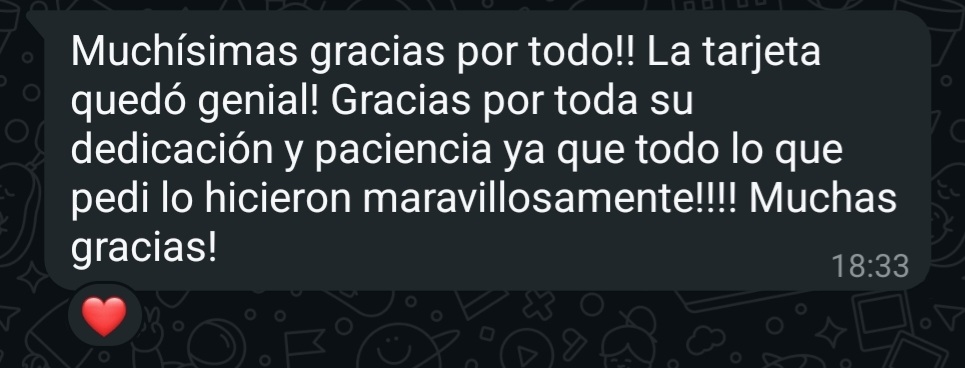 Muchísimas gracias por todo!! La tarjeta
quedó genial! Gracias por toda su
dedicación y paciencia ya que todo lo que
pedi lo hicieron maravillosamente!!!! Muchas
gracias!
18:33